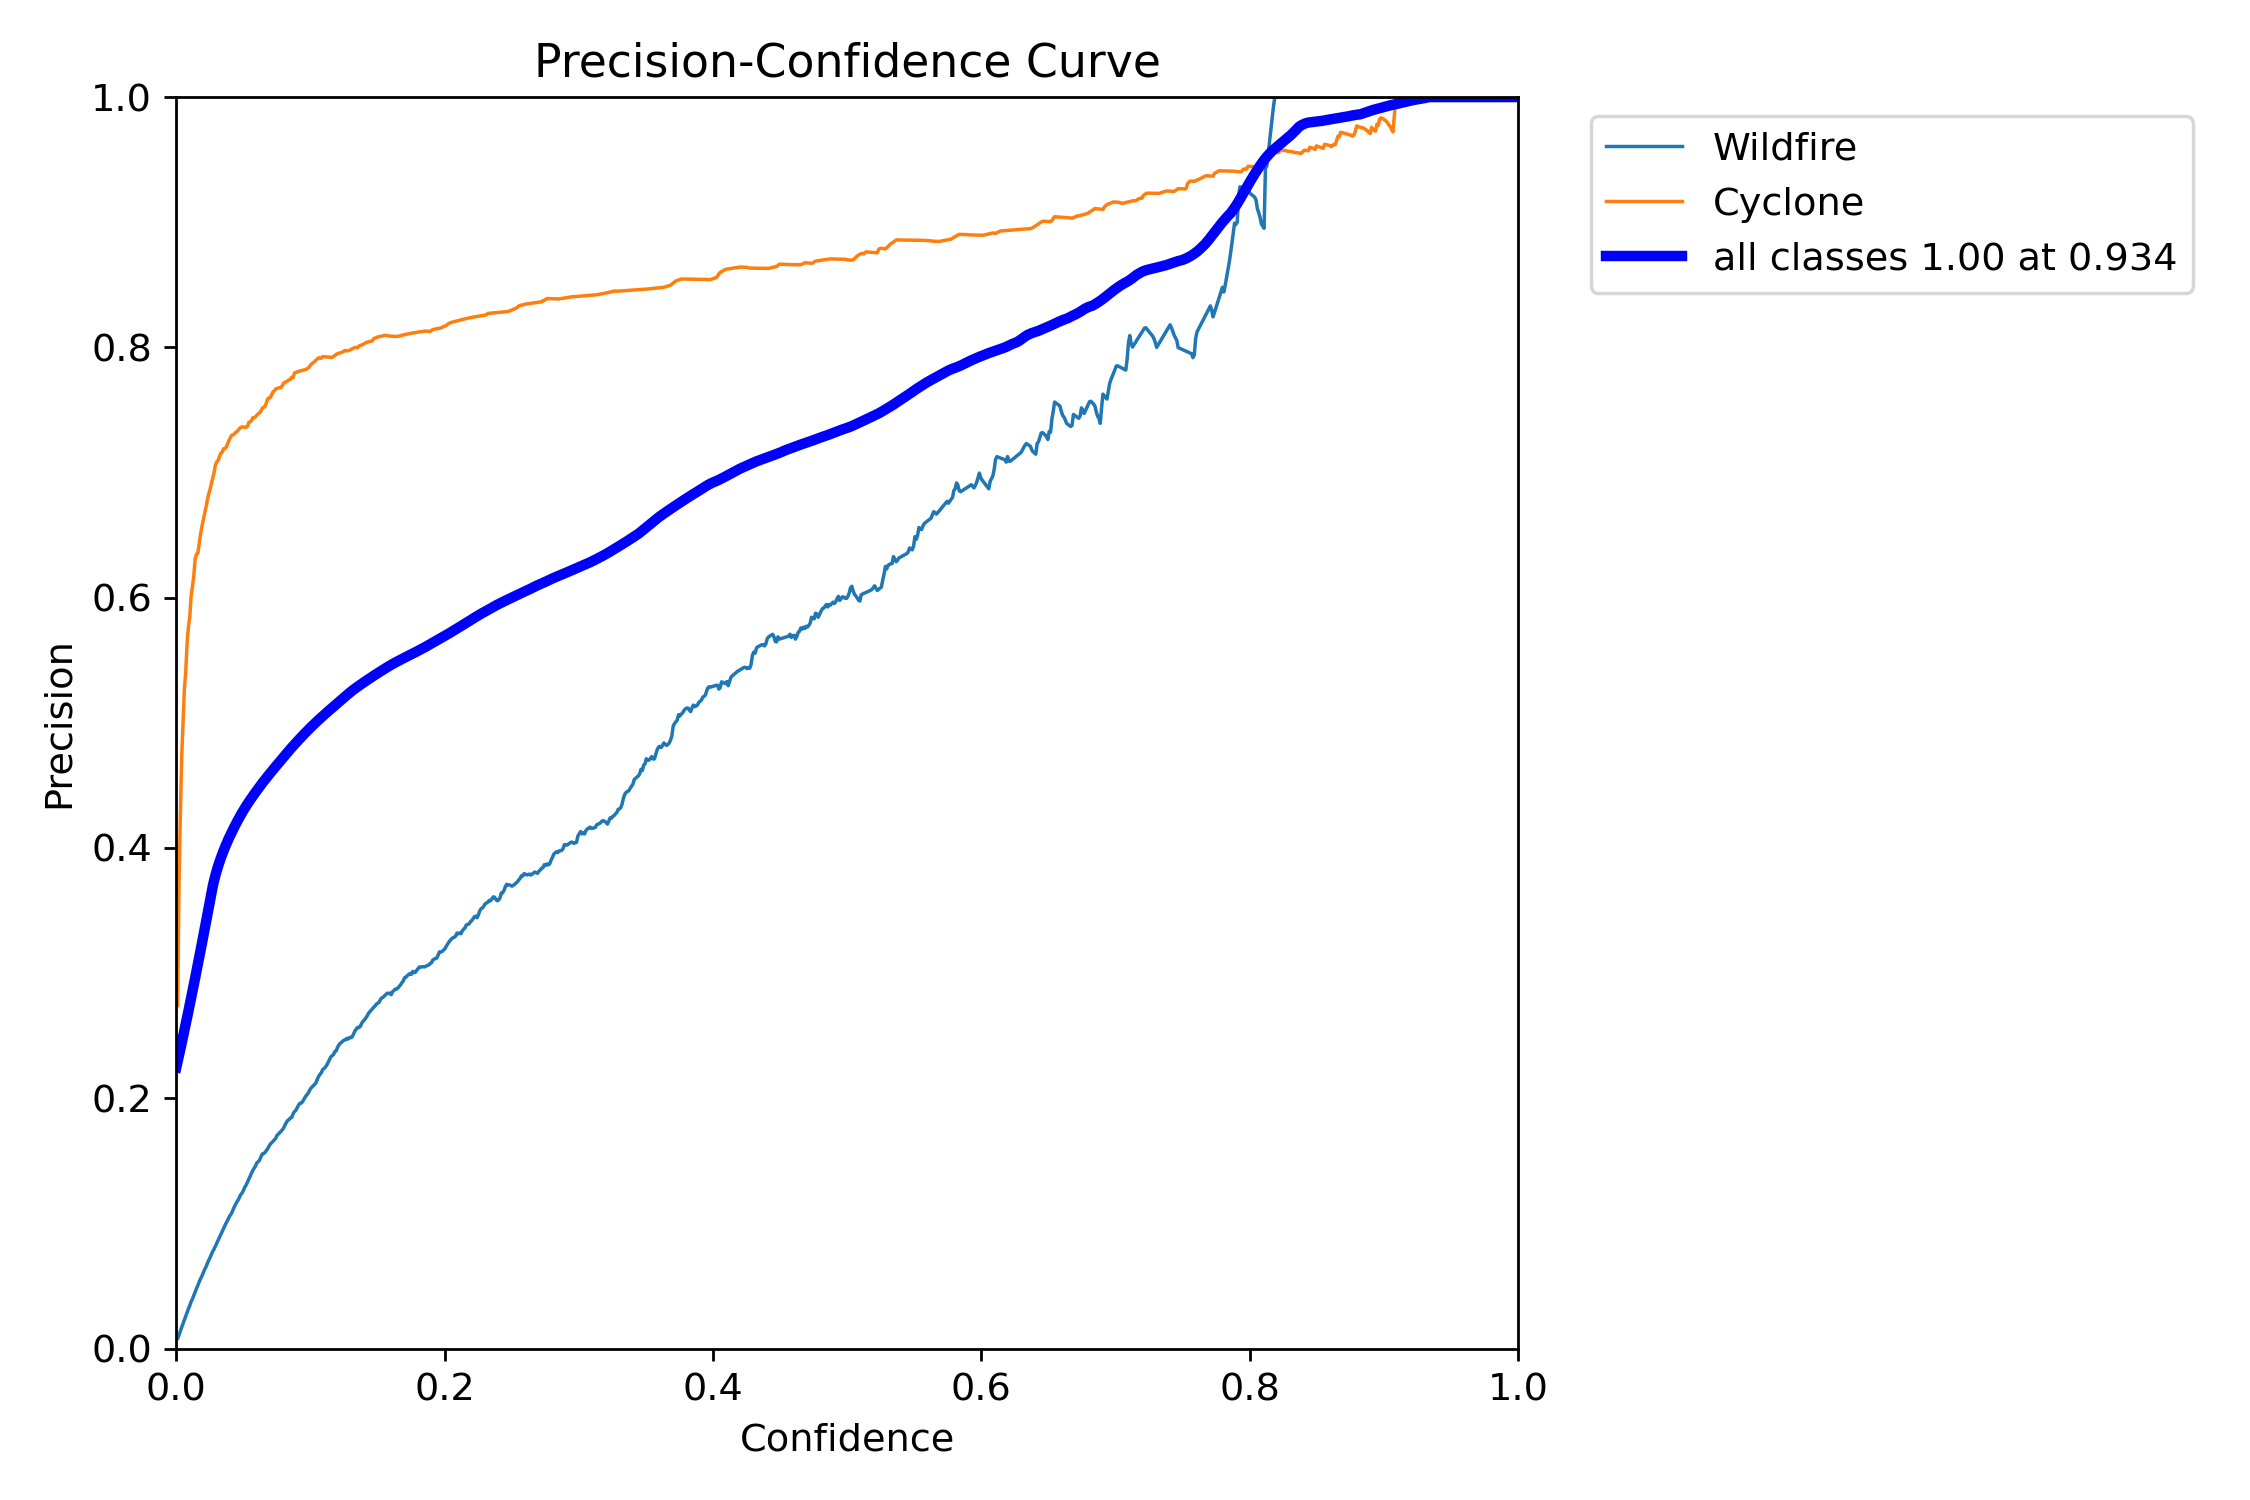 Precision-Confidence Curve
1.0
0.8
0.6
0.4
0.2
0.0
Precision
0.0 0.2 0.4 0.6 0.8 1.0
Confidence
Wildfire
Cyclone
all classes 1.00 at 0.934